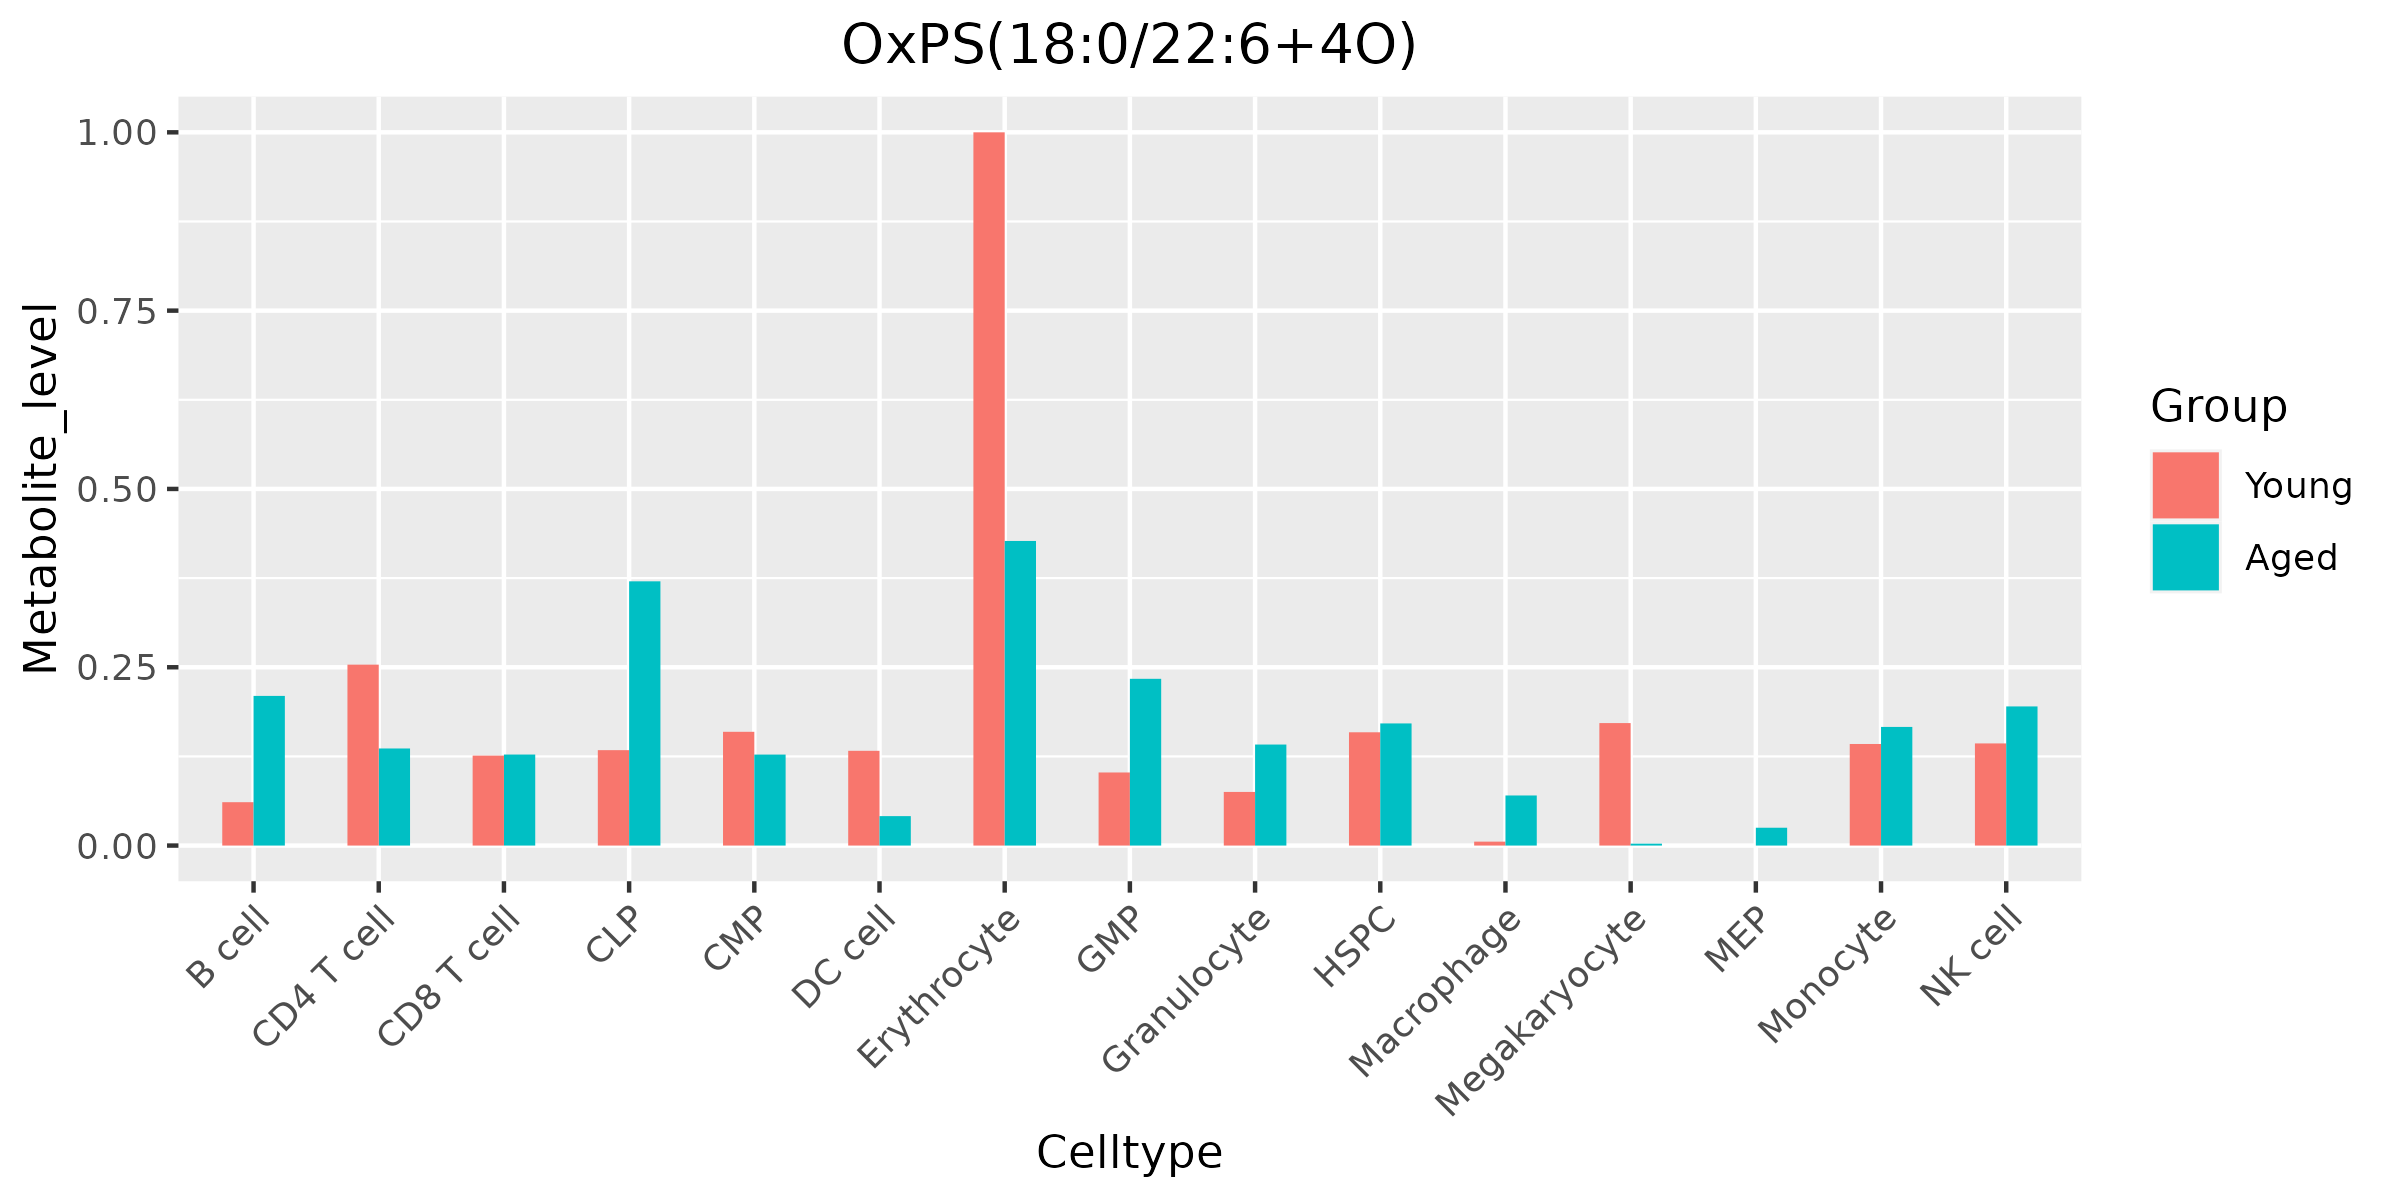 OxPS(18:0/22:6+4O)
Metabolite_level
1.00
0.75
0.50
0.25
0.00
B cell
CD4 T cell
CD8 T cell
CLP
CMP
DC cell
Erythrocyte
GMP
Granulocyte
HSPC
Macrophage
Megakaryocyte
MEP
Monocyte
NK cell
Celltype
Group
Young
Aged